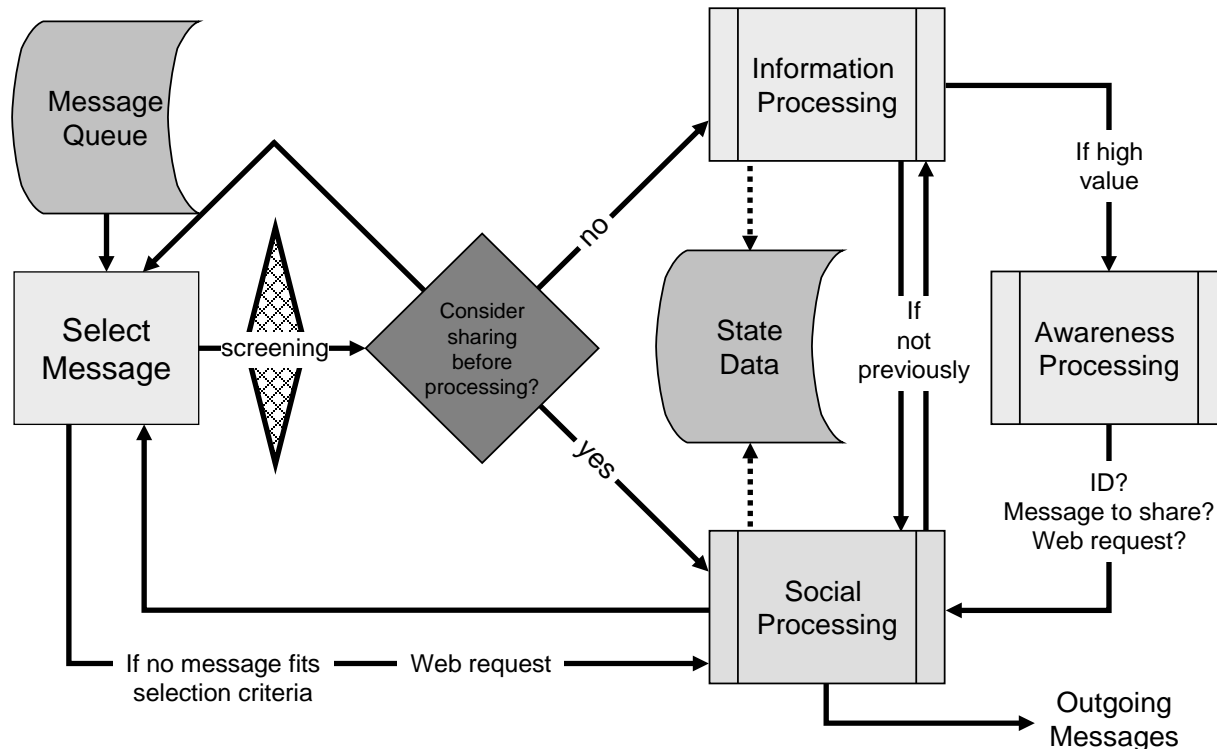 Message
Queue
Information
Processing
If high
value
no
Select
Message
screening
Consider
sharing
before
processing?
State
Data
If
not
previously
Awareness
Processing
yes
ID?
Message to share?
Web request?
Social
Processing
If no message fits
selection criteria
Web request
Outgoing
Messages